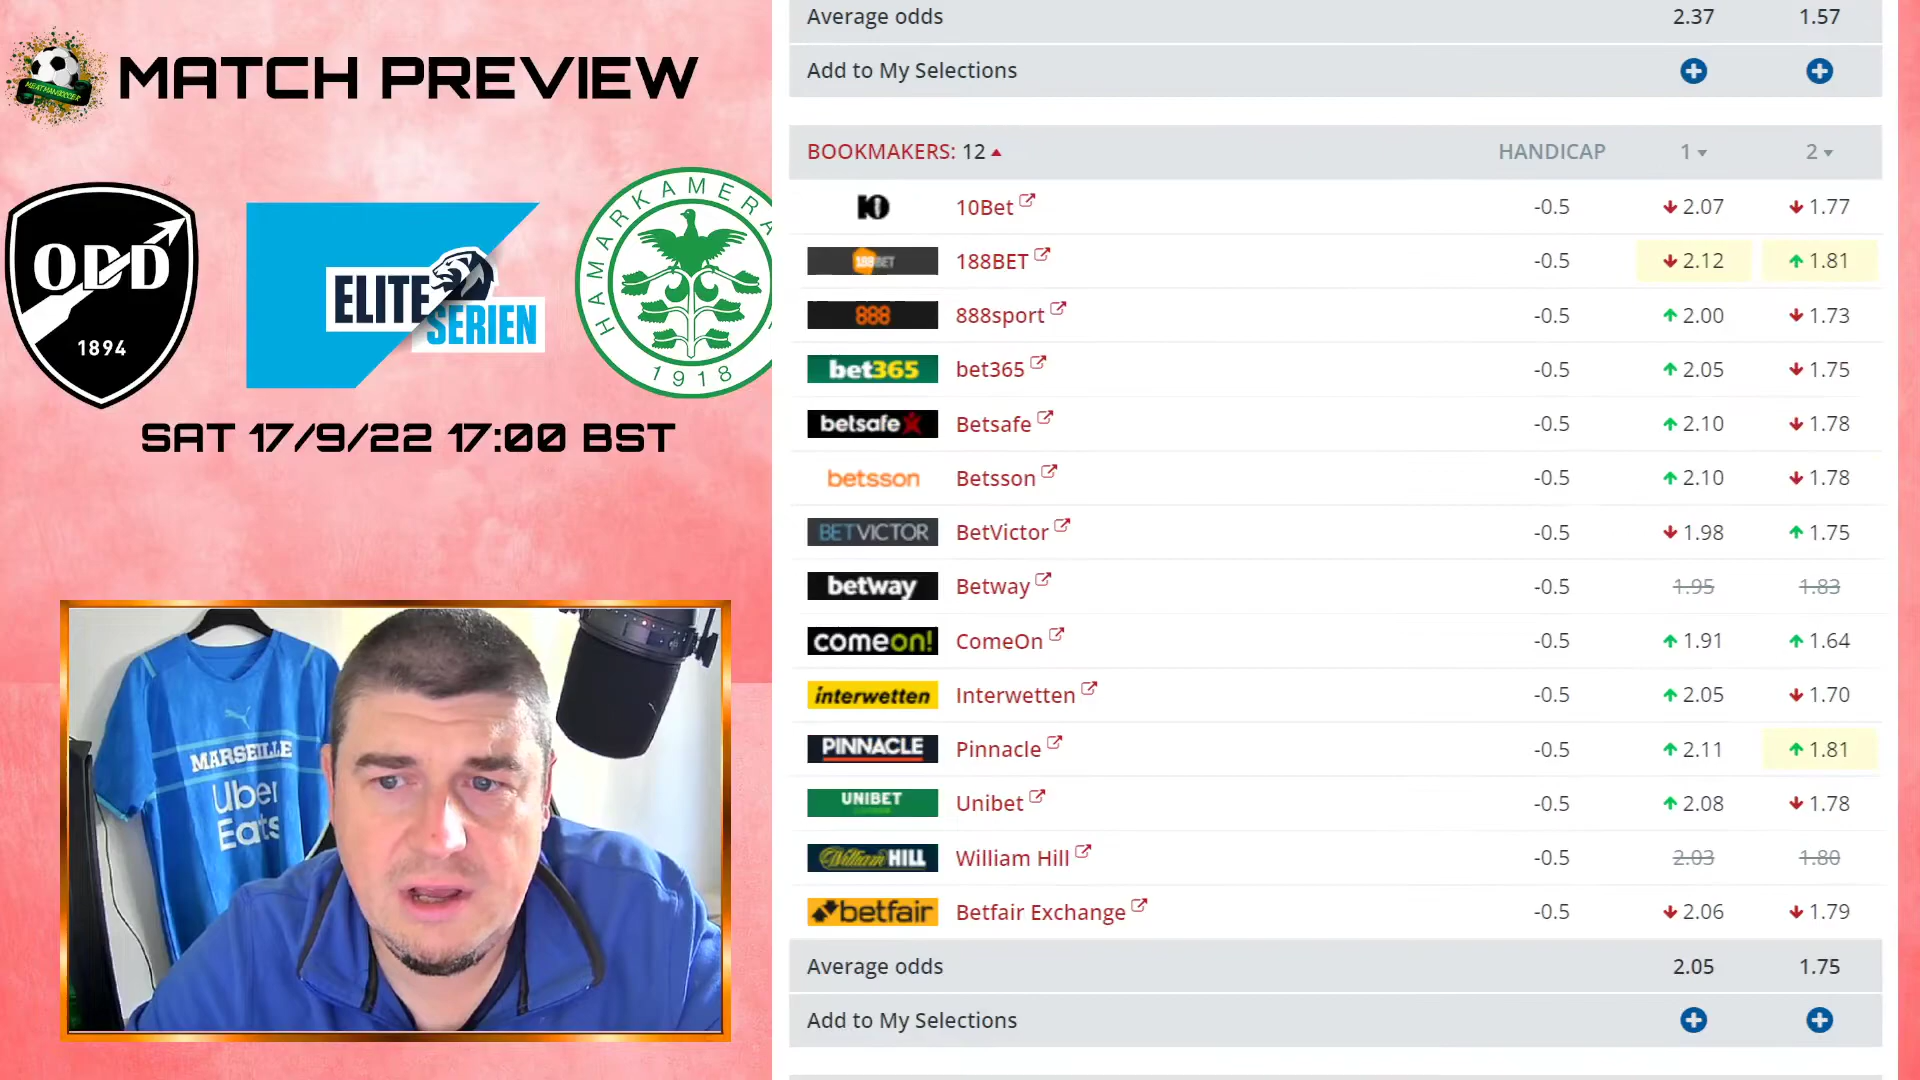 MATCH PREVIEW
ODD
1894
ELITE
SERIEN
HAMARKAMERA
1918
SAT 17/9/22 17:00 BST
MARSEILLE
Uber
Eats
Average odds 2.37 1.57
Add to My Selections
BOOKMAKERS: 12 HANDICAP 1 2
10 10Bet -0.5 2.07 1.77
188BET 188BET -0.5 2.12 1.81
888 888sport -0.5 2.00 1.73
bet365 bet365 -0.5 2.05 1.75
betsafe Betsafe -0.5 2.10 1.78
betsson Betsson -0.5 2.10 1.78
BETVICTOR BetVictor -0.5 1.98 1.75
betway Betway -0.5 1.95 1.83
comeon! ComeOn -0.5 1.91 1.64
interwetten Interwetten -0.5 2.05 1.70
PINNACLE Pinnacle -0.5 2.11 1.81
UNIBET Unibet -0.5 2.08 1.78
William HILL William Hill -0.5 2.03 1.80
betfair Betfair Exchange -0.5 2.06 1.79
Average odds 2.05 1.75
Add to My Selections